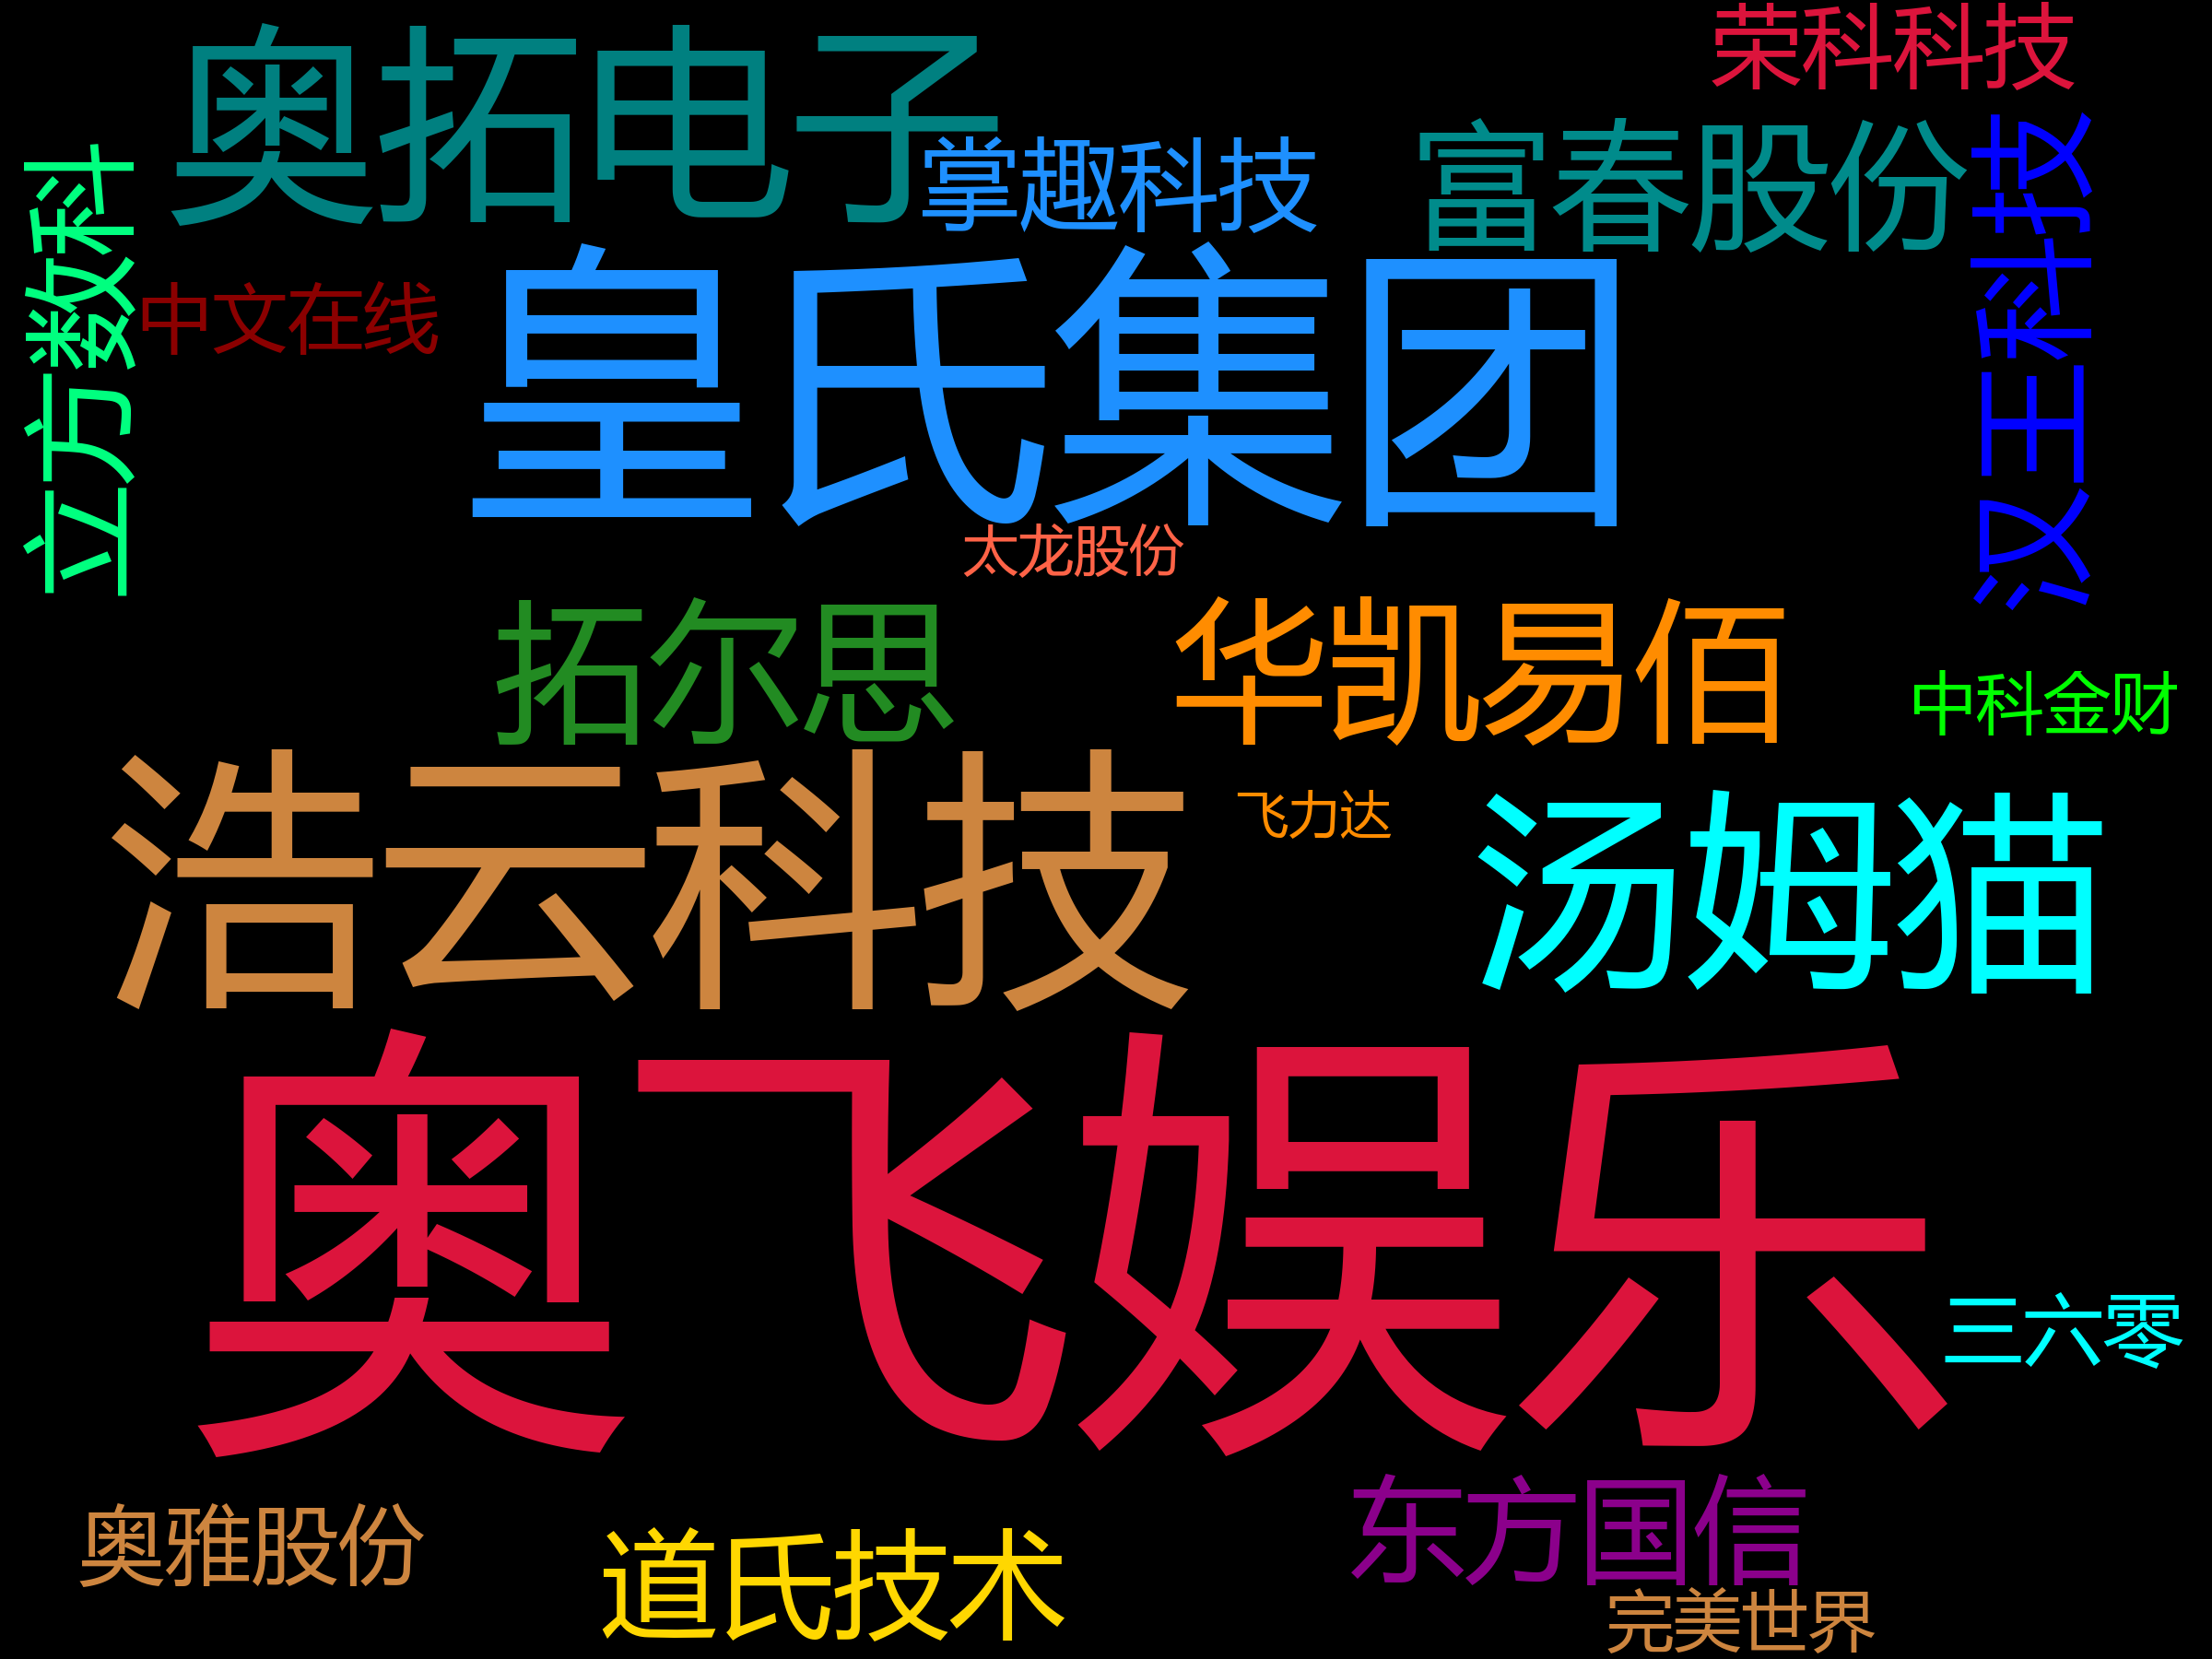 荣科科技
奥拓电子
掌趣科技
富春股份
立方数科
汉王科技
中文在线
皇氏集团
太龙股份
拓尔思
华凯易佰
中科金财
浩云科技
飞力达
汤姆猫
奥飞娱乐
三六零
东方国信
奥雅股份
道氏技术
完美世界